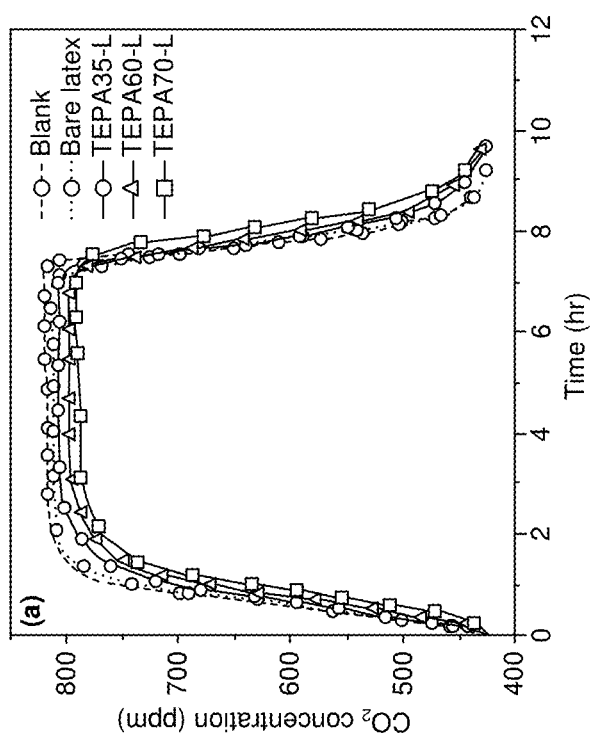 (a)
Blank
Bare latex
TEPA35-L
TEPA60-L
TEPA70-L
CO₂ concentration (ppm)
800
700
600
500
400
0
2
4
6
8
10
12
Time (hr)